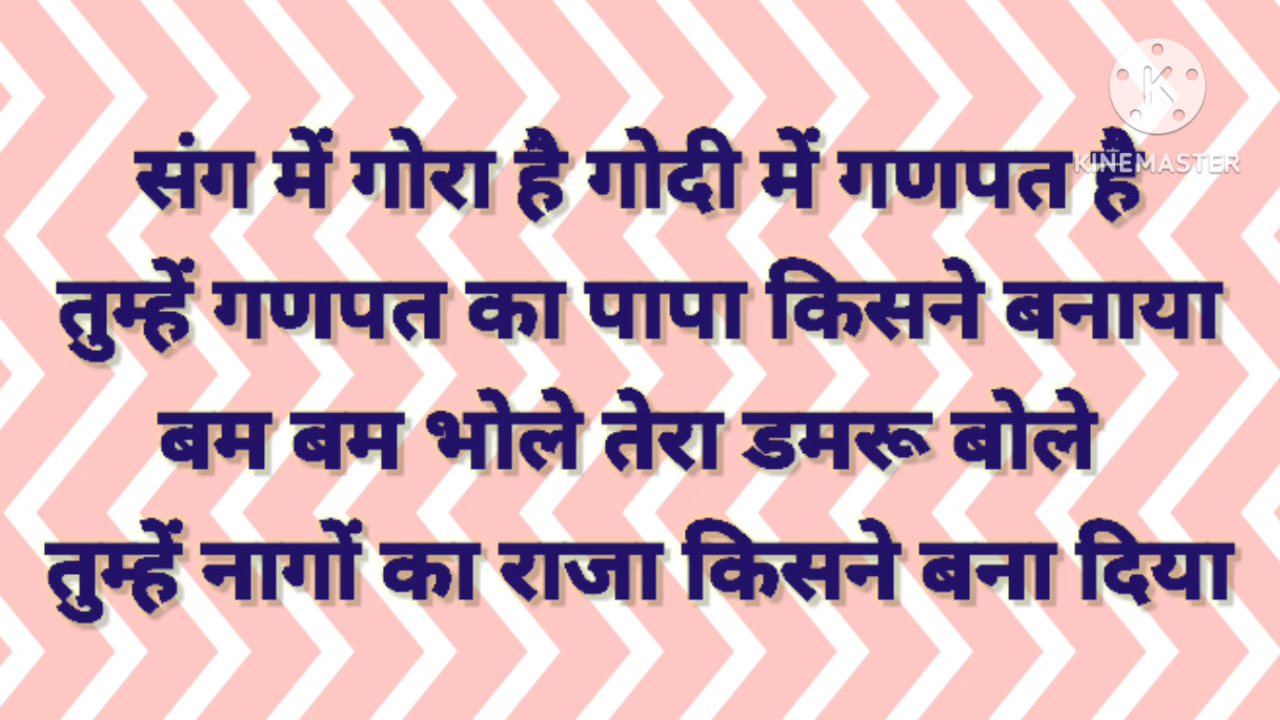 संग में गोरा है गोदी में गणपत है
KINEMASTER
तुम्हें गणपत का पापा किसने बनाया
बम बम भोले तेरा डमरू बोले
तुम्हें नागों का राजा किसने बना दिया